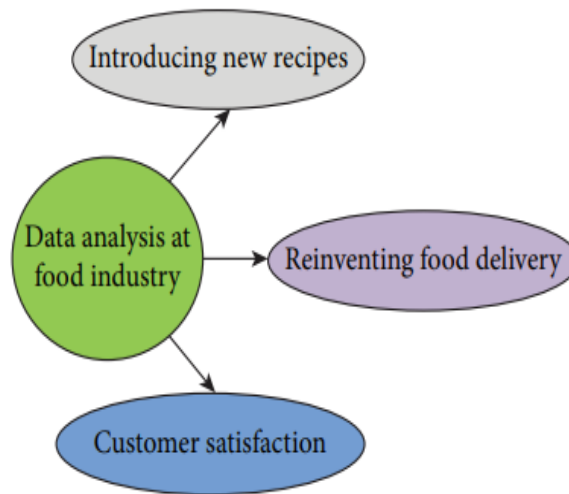 Introducing new recipes
Data analysis at
food industry
Reinventing food delivery
Customer satisfaction